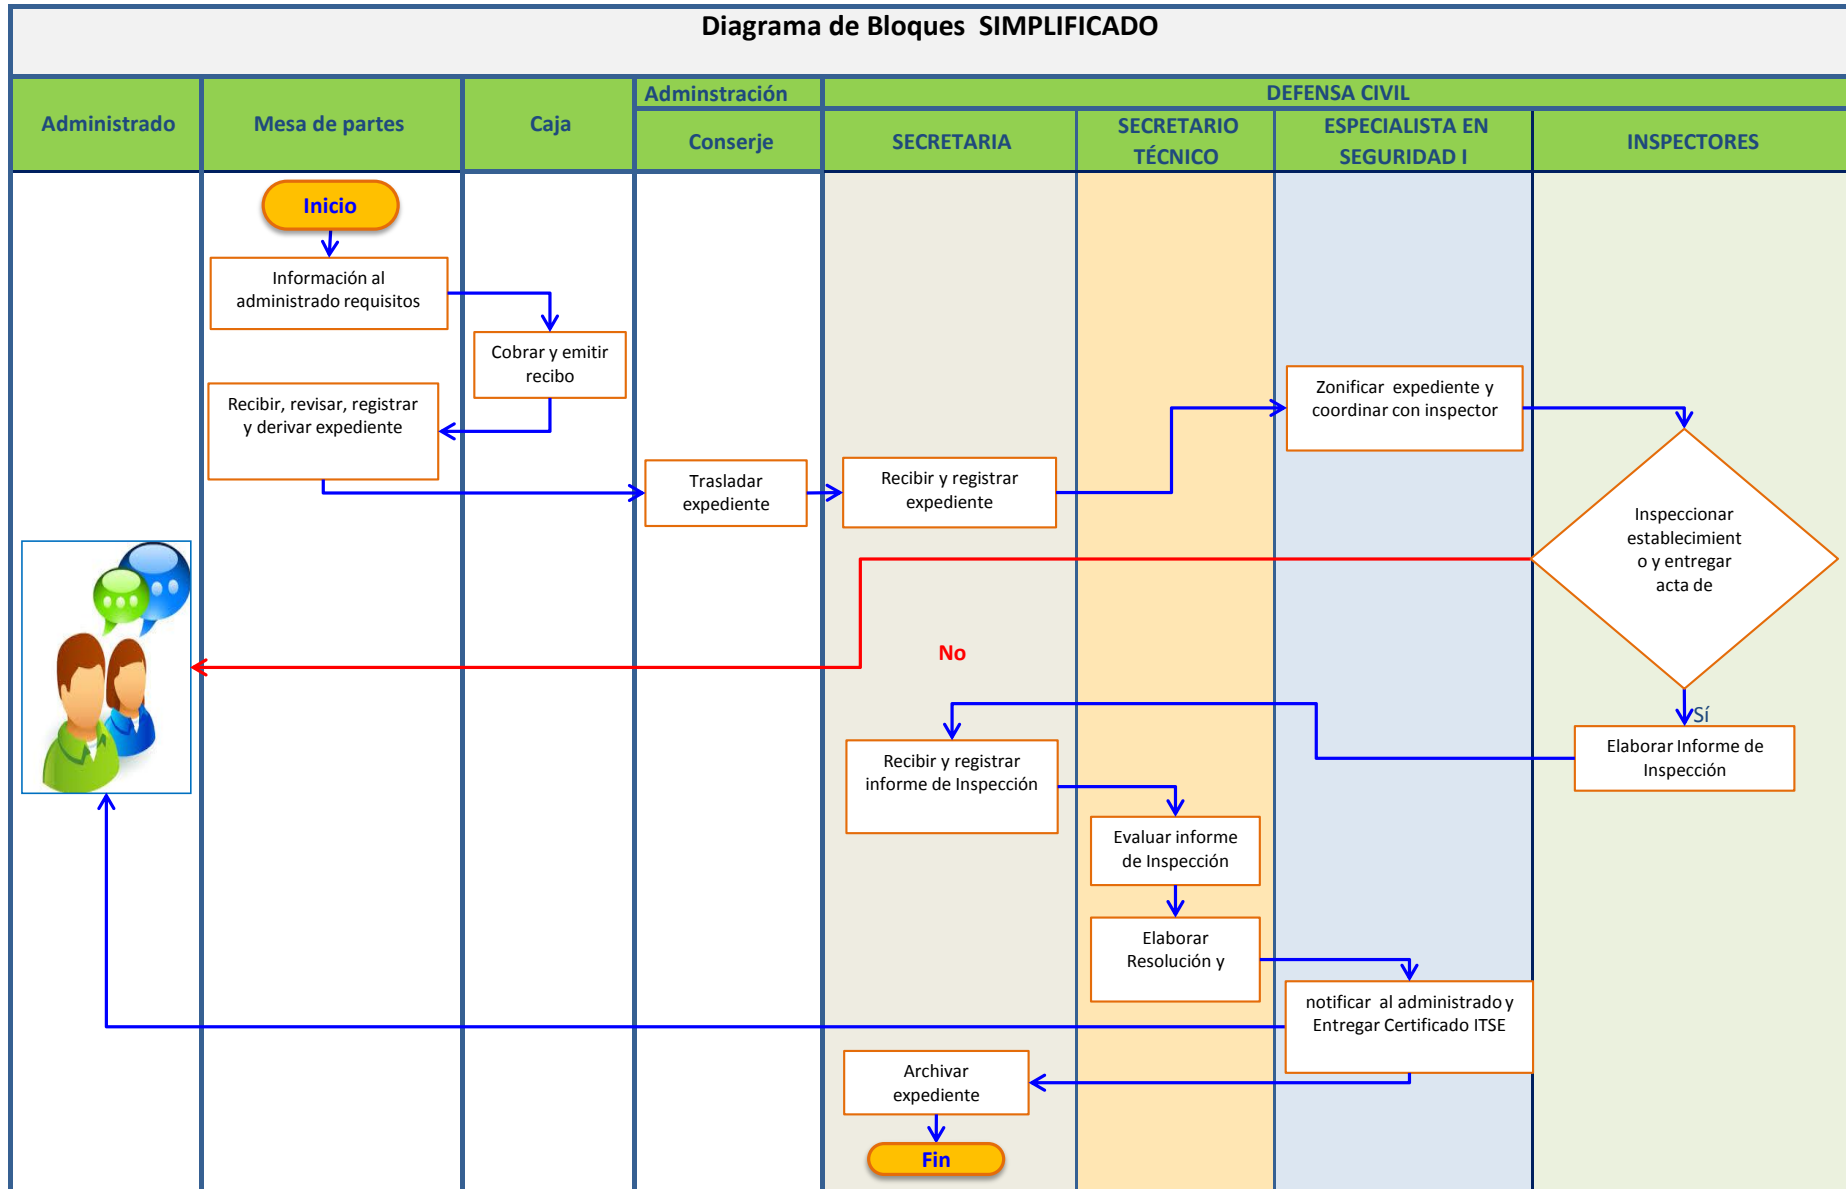 Diagrama de Bloques SIMPLIFICADO
Administrado
Mesa de partes
Caja
Adminstración
Conserje
DEFENSA CIVIL
SECRETARIA
SECRETARIO
TÉCNICO
ESPECIALISTA EN
SEGURIDAD I
INSPECTORES
Inicio
Información al
administrado requisitos
Cobrar y emitir
recibo
Recibir, revisar, registrar
y derivar expediente
Trasladar
expediente
Recibir y registrar
expediente
Zonificar expediente y
coordinar con inspector
Inspeccionar
establecimient
o y entregar
acta de
No
Sí
Elaborar Informe de
Inspección
Recibir y registrar
informe de Inspección
Evaluar informe
de Inspección
Elaborar
Resolución y
notificar al administrado y
Entregar Certificado ITSE
Archivar
expediente
Fin